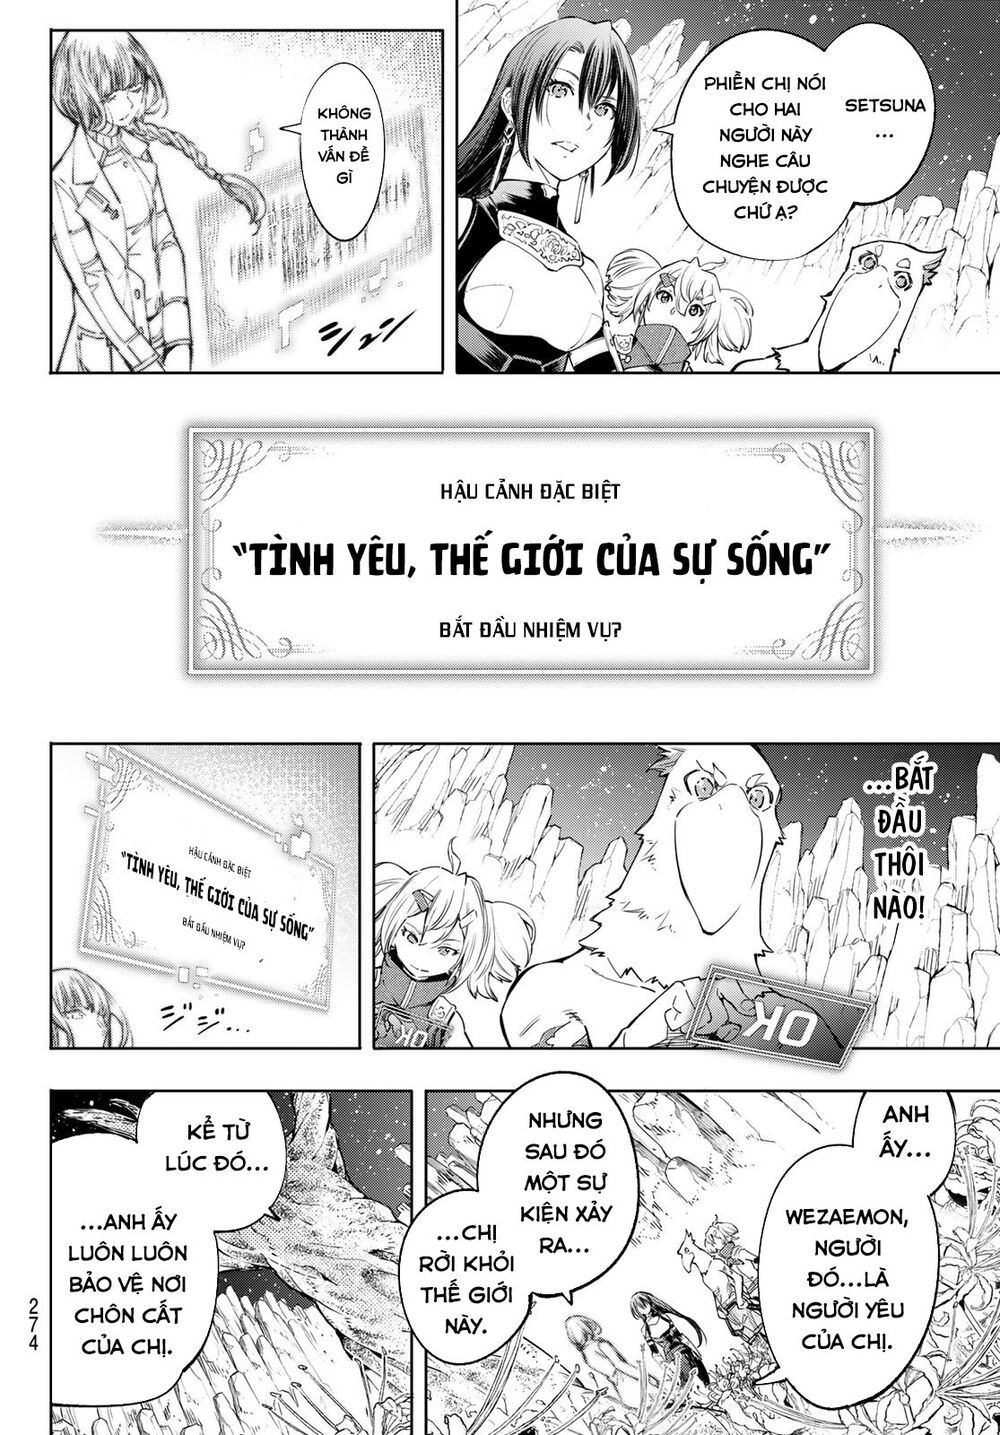 SETSUNA
...
PHIỀN CHỊ NÓI
CHO HAI
NGƯỜI NÀY
NGHE CÂU
CHUYỆN ĐƯỢC
CHỨ Ạ?
KHÔNG
THÀNH
VẤN ĐỀ
GÌ
ジジ...
HẬU CẢNH ĐẶC BIỆT
“TÌNH YÊU, THẾ GIỚI CỦA SỰ SỐNG”
BẮT ĐẦU NHIỆM VỤ?
...BẮT
ĐẦU
THÔI
NÀO!
OK
OK
HẬU CẢNH ĐẶC BIỆT
“TÌNH YÊU, THẾ GIỚI CỦA SỰ SỐNG”
BẮT ĐẦU NHIỆM VỤ?
ジジ...
ANH
ẤY...
WEZAEMON,
NGƯỜI
ĐÓ...LÀ
NGƯỜI YÊU
CỦA CHỊ.
NHƯNG
SAU ĐÓ
MỘT SỰ
KIỆN XẢY
RA...
...CHỊ
RỜI KHỎI
THẾ GIỚI
NÀY.
KỂ TỪ
LÚC ĐÓ...
...ANH ẤY
LUÔN LUÔN
BẢO VỆ NƠI
CHÔN CẤT
CỦA CHỊ.
274